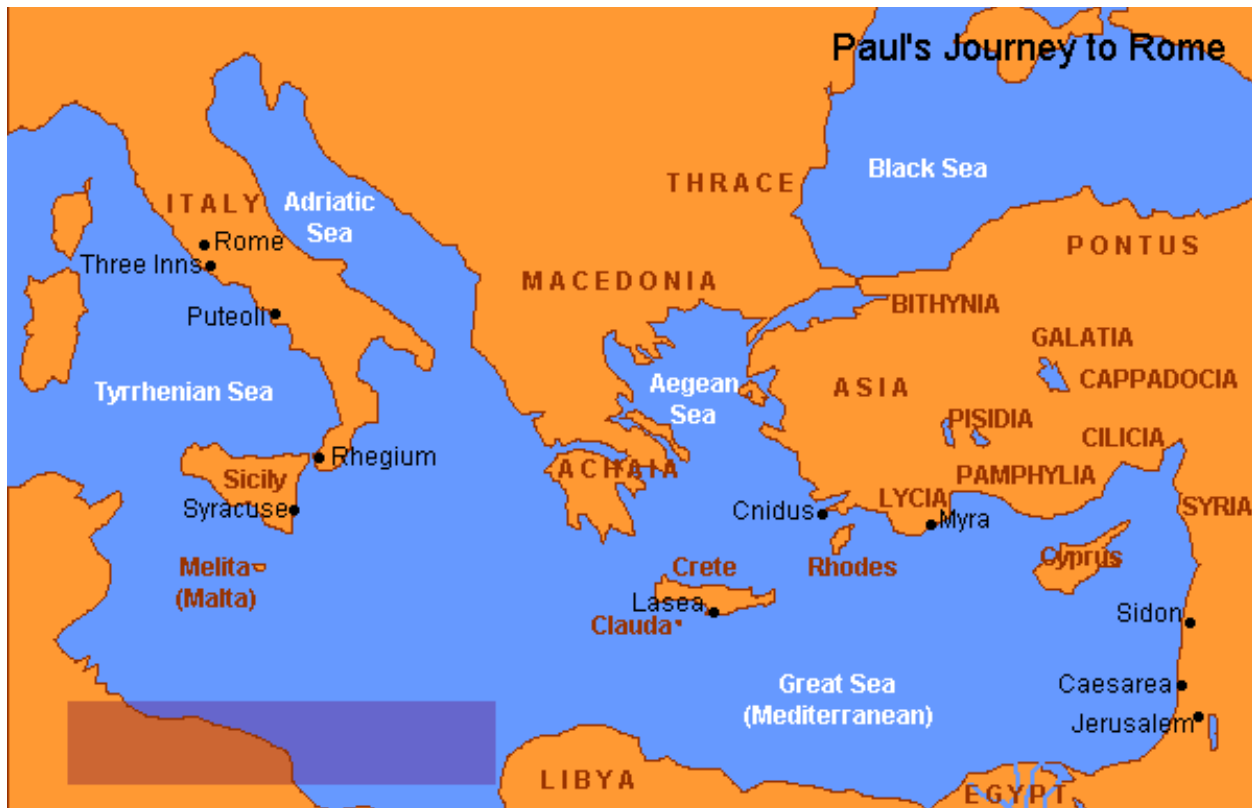 Paul's Journey to Rome
Black Sea
THRACE
ITALY
Adriatic
Sea
Rome
PONTUS
Three Inns
MACEDONIA
BITHYNIA
Puteoli
GALATIA
CAPPADOCIA
Tyrrhenian Sea
Aegean
Sea
ASIA
PISIDIA
CILICIA
Rhegium
ACHAIA
PAMPHYLIA
Sicily
LYCIA
SYRIA
Syracuse
Cnidus
Myra
Cyprus
Melita
(Malta)
Crete
Rhodes
Lasea
Clauda
Sidon
Great Sea
(Mediterranean)
Caesarea
Jerusalem
LIBYA
EGYPT